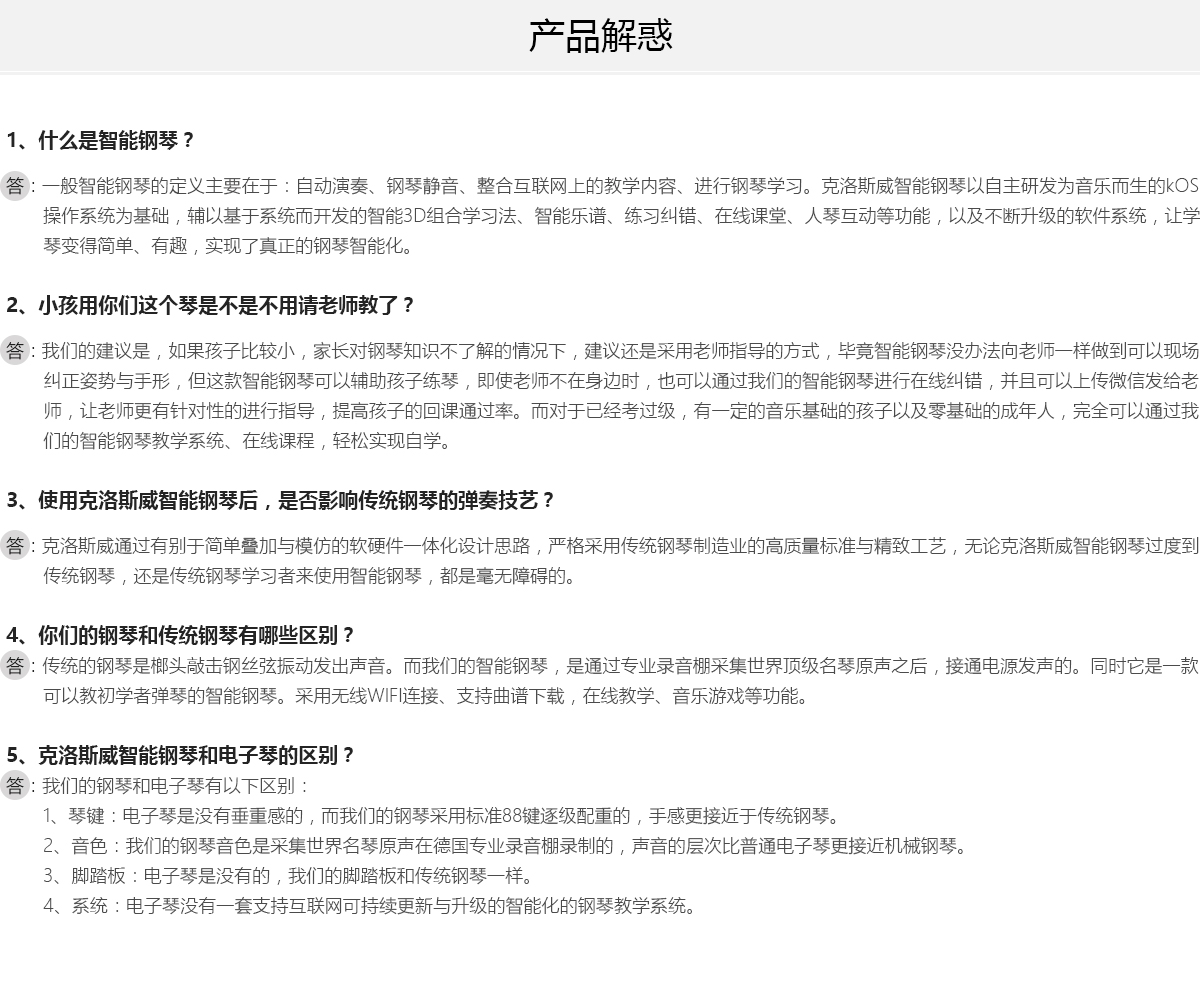 产品解惑
1、什么是智能钢琴？
答：一般智能钢琴的定义主要在于：自动演奏、钢琴静音、整合互联网上的教学内容、进行钢琴学习。克洛斯威智能钢琴以自主研发为音乐而生的kOS
操作系统为基础，辅以基于系统而开发的智能3D组合学习法、智能乐谱、练习纠错、在线课堂、人琴互动等功能，以及不断升级的软件系统，让学
琴变得简单、有趣，实现了真正的钢琴智能化。
2、小孩用你们这个琴是不是不用请老师教了？
答：我们的建议是，如果孩子比较小，家长对钢琴知识不了解的情况下，建议还是采用老师指导的方式，毕竟智能钢琴没办法向老师一样做到可以现场
纠正姿势与手形，但这款智能钢琴可以辅助孩子练琴，即使老师不在身边时，也可以通过我们的智能钢琴进行在线纠错，并且可以上传微信发给老
师，让老师更有针对性的进行指导，提高孩子的回课通过率。而对于已经考过级，有一定的音乐基础的孩子以及零基础的成年人，完全可以通过我
们的智能钢琴教学系统、在线课程，轻松实现自学。
3、使用克洛斯威智能钢琴后，是否影响传统钢琴的弹奏技艺？
答：克洛斯威通过有别于简单叠加与模仿的软硬件一体化设计思路，严格采用传统钢琴制造业的高质量标准与精致工艺，无论克洛斯威智能钢琴过度到
传统钢琴，还是传统钢琴学习者来使用智能钢琴，都是毫无障碍的。
4、你们的钢琴和传统钢琴有哪些区别？
答：传统的钢琴是榔头敲击钢丝弦振动发出声音。而我们的智能钢琴，是通过专业录音棚采集世界顶级名琴原声之后，接通电源发声的。同时它是一款
可以教初学者弹琴的智能钢琴。采用无线WIFI连接、支持曲谱下载，在线教学、音乐游戏等功能。
5、克洛斯威智能钢琴和电子琴的区别？
答：我们的钢琴和电子琴有以下区别：
1、琴键：电子琴是没有垂重感的，而我们的钢琴采用标准88键逐级配重的，手感更接近于传统钢琴。
2、音色：我们的钢琴音色是采集世界名琴原声在德国专业录音棚录制的，声音的层次比普通电子琴更接近机械钢琴。
3、脚踏板：电子琴是没有的，我们的脚踏板和传统钢琴一样。
4、系统：电子琴没有一套支持互联网可持续更新与升级的智能化的钢琴教学系统。